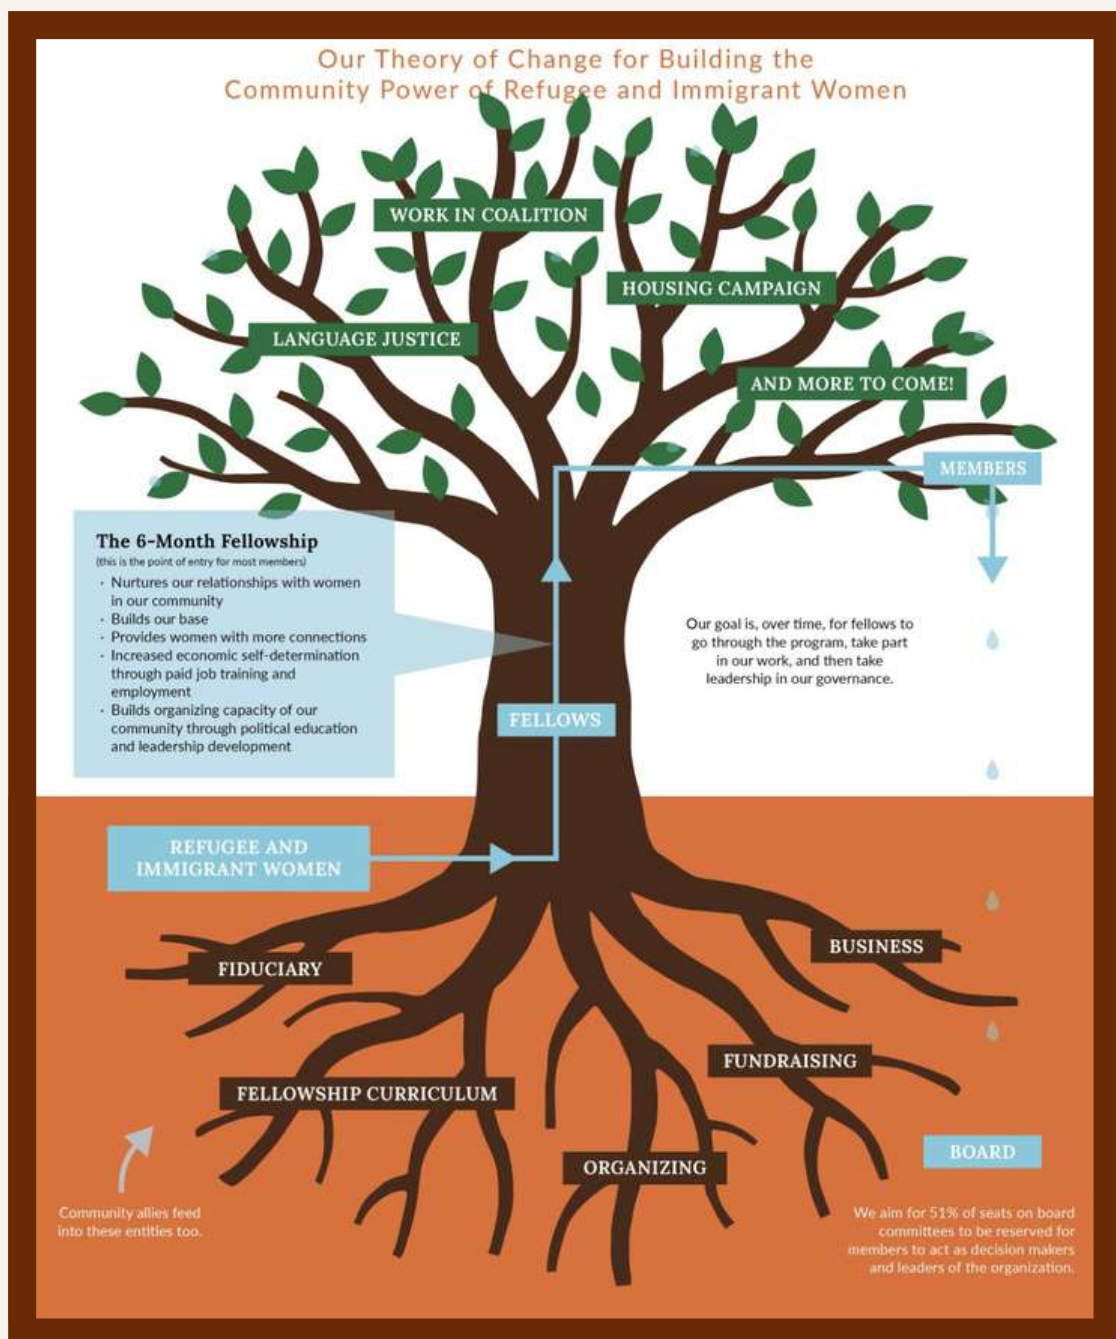 Our Theory of Change for Building the
Community Power of Refugee and Immigrant Women
WORK IN COALITION
HOUSING CAMPAIGN
LANGUAGE JUSTICE
AND MORE TO COME!
MEMBERS
The 6-Month Fellowship
(this is the point of entry for most members)
· Nurtures our relationships with women
in our community
· Builds our base
· Provides women with more connections
· Increased economic self-determination
through paid job training and
employment
· Builds organizing capacity of our
community through political education
and leadership development
Our goal is, over time, for fellows to
go through the program, take part
in our work, and then take
leadership in our governance.
FELLOWS
REFUGEE AND
IMMIGRANT WOMEN
BUSINESS
FIDUCIARY
FUNDRAISING
FELLOWSHIP CURRICULUM
ORGANIZING
BOARD
Community allies feed
into these entities too.
We aim for 51% of seats on board
committees to be reserved for
members to act as decision makers
and leaders of the organization.